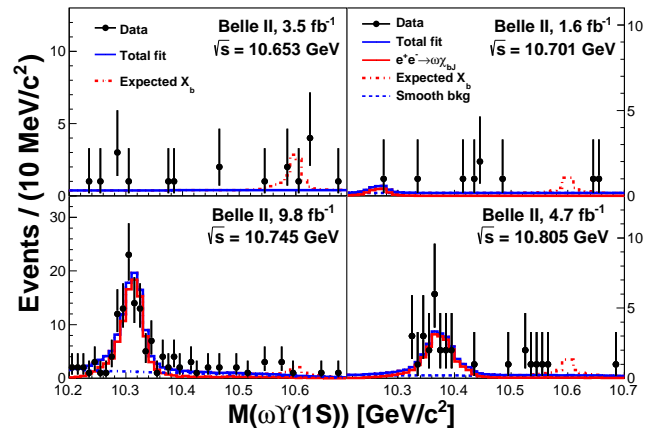 Belle II, 3.5 fb⁻¹
√s = 10.653 GeV
Data
Total fit
Expected X_b
Belle II, 1.6 fb⁻¹
√s = 10.701 GeV
Data
Total fit
e⁺e⁻→ωχ_bJ
Expected X_b
Smooth bkg
Belle II, 9.8 fb⁻¹
√s = 10.745 GeV
Belle II, 4.7 fb⁻¹
√s = 10.805 GeV
Events / (10 MeV/c²)
10
5
0
30
20
10
0
10
5
0
10
5
0
10.2 10.3 10.4 10.5 10.6 10.3 10.4 10.5 10.6 10.7
M(ωΥ(1S)) [GeV/c²]